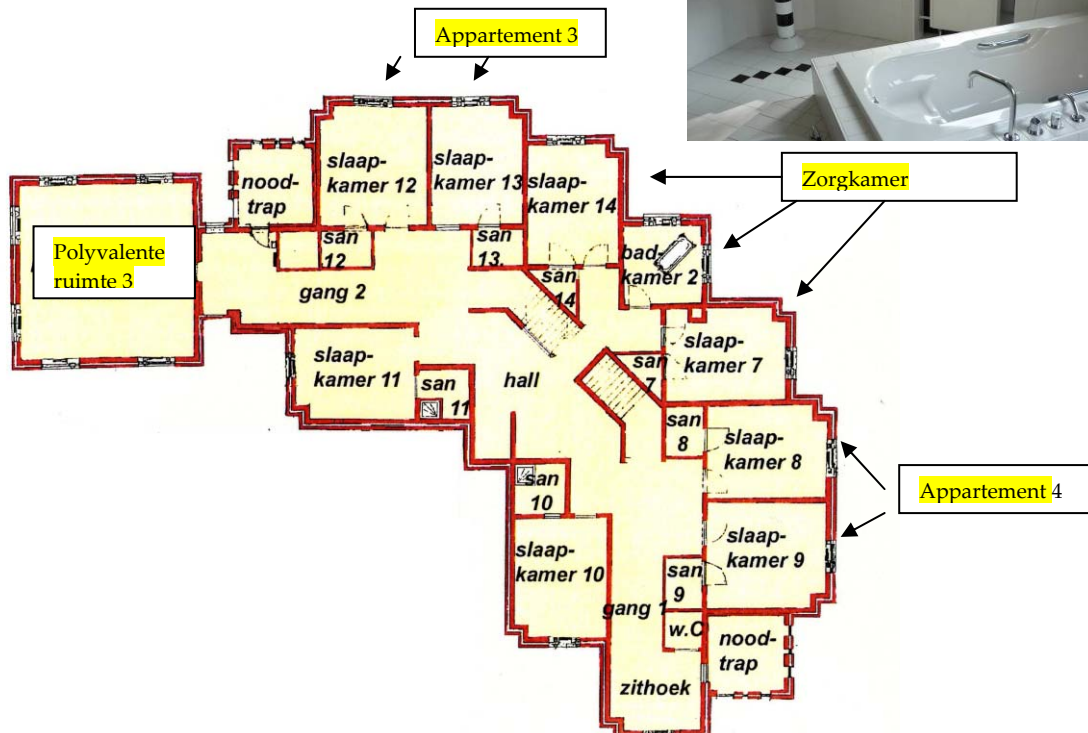 Appartement 3
Zorgkamer
Polyvalente
ruimte 3
nood-
trap
slaap-
kamer 12
slaap-
kamer 13
slaap-
kamer 14
san
12
san
13.
san
14
bad-
kamer 2
gang 2
slaap-
kamer 11
san
11
hall
san
7
slaap-
kamer 7
san
8
slaap-
kamer 8
Appartement 4
san
10
slaap-
kamer 10
slaap-
kamer 9
san
9
gang 1
w.C
nood-
trap
zithoek